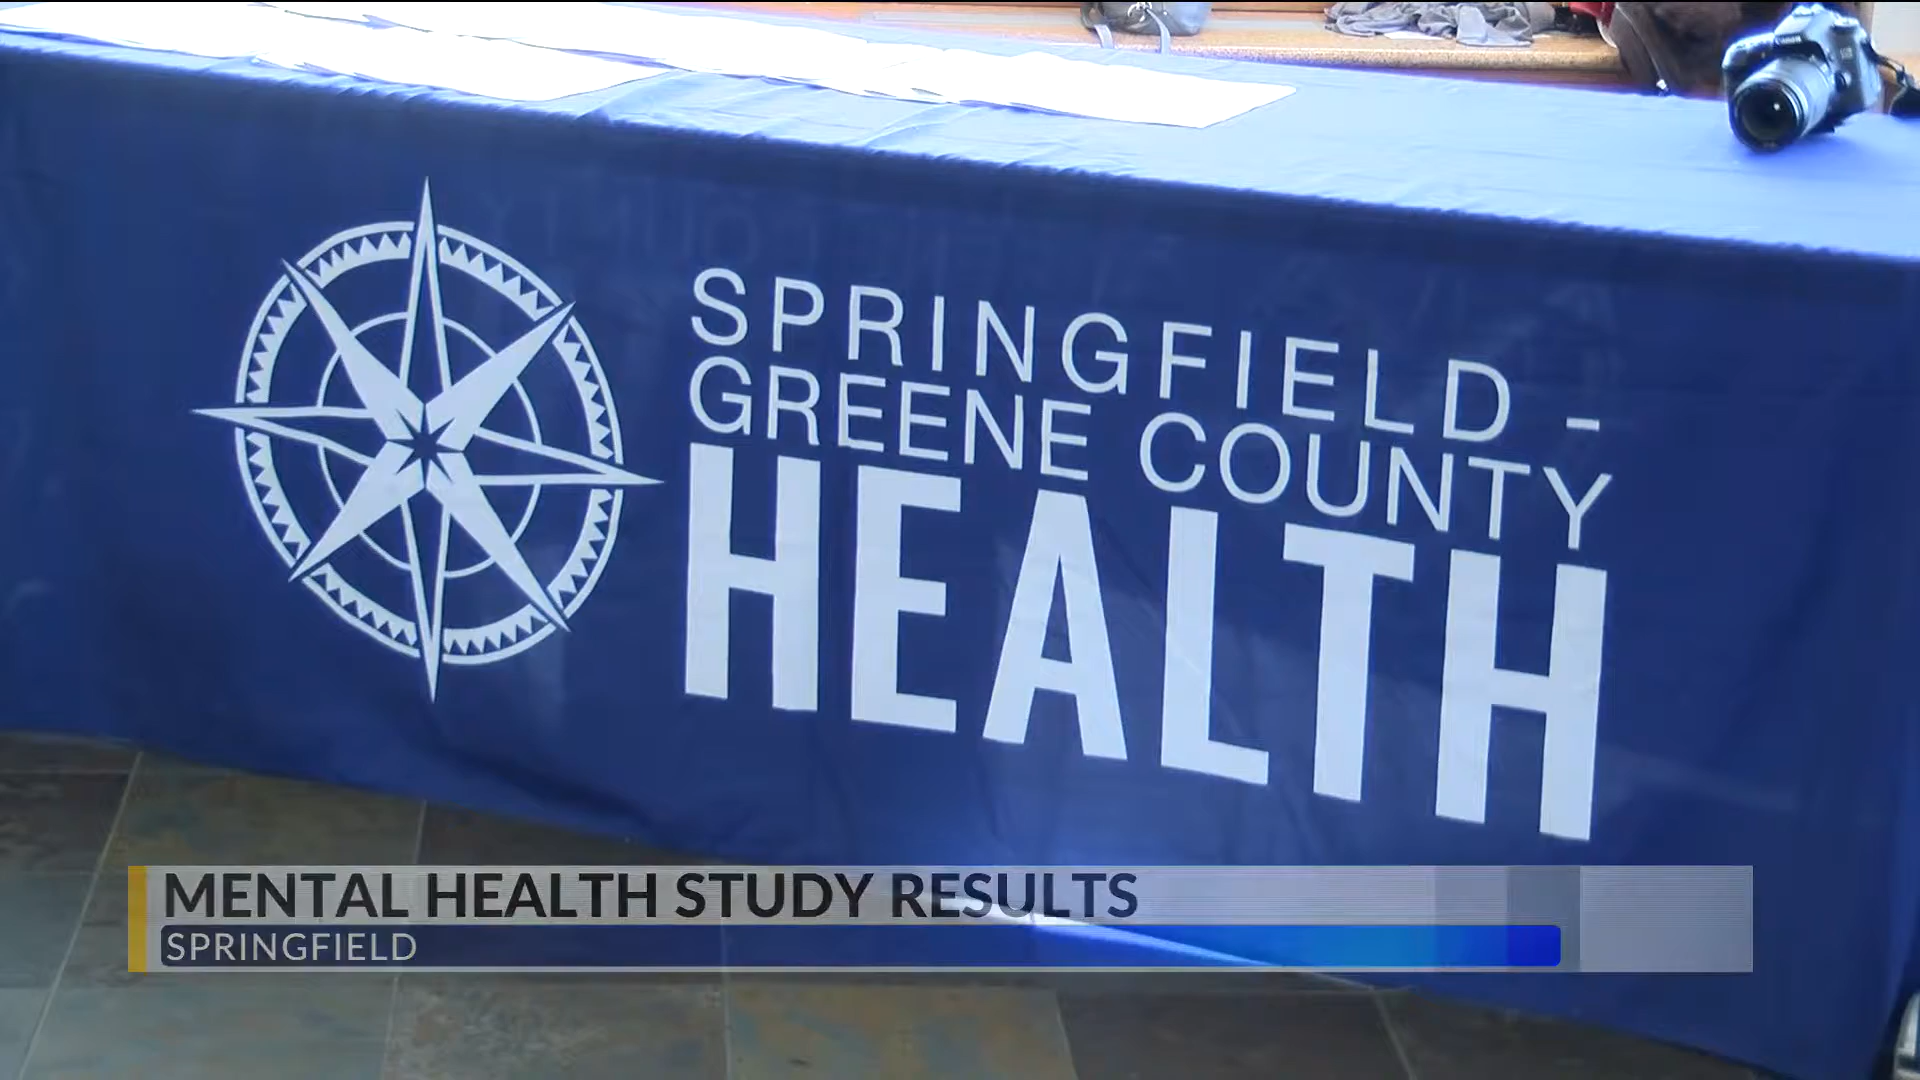 SPRINGFIELD -
GREENE COUNTY
HEALTH
MENTAL HEALTH STUDY RESULTS
SPRINGFIELD